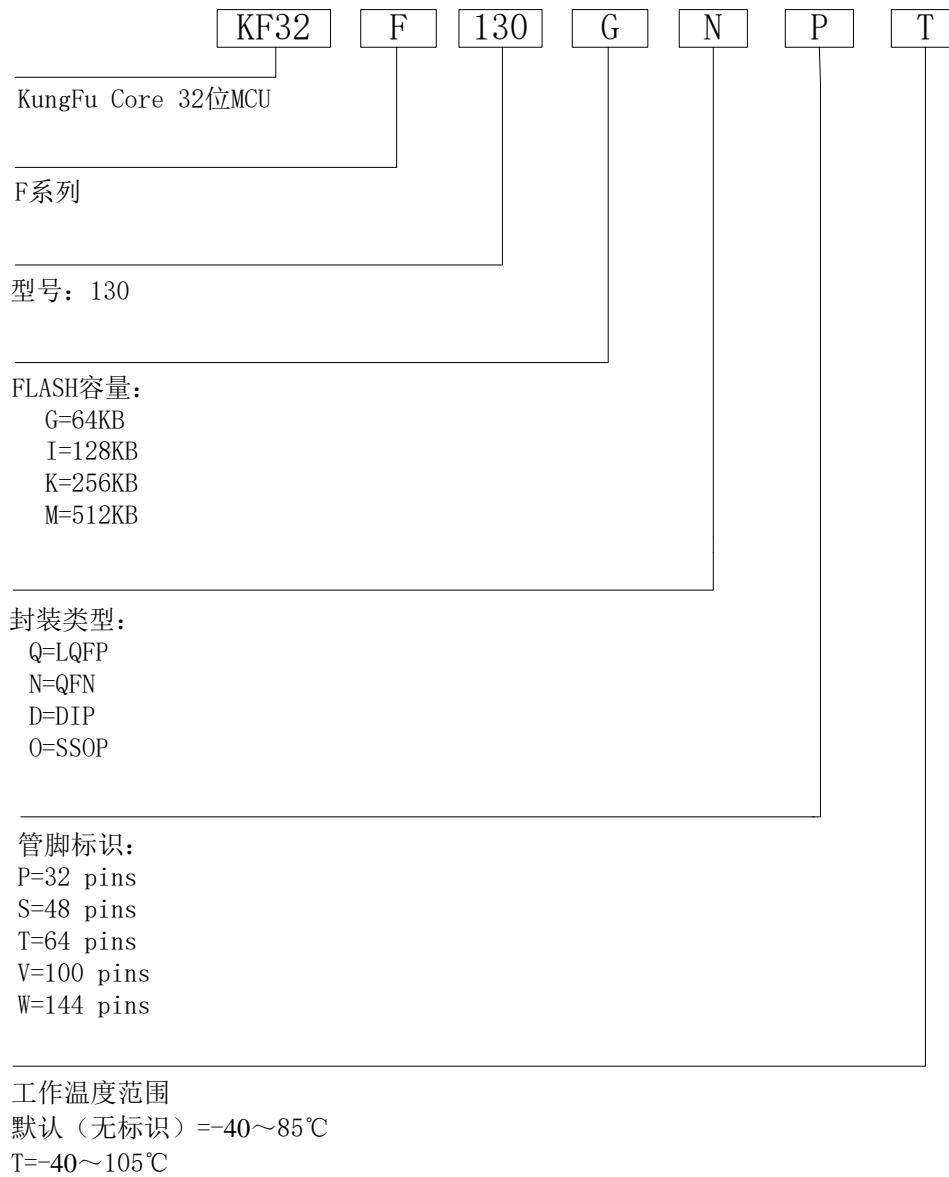 KF32 F 130 G N P T
KungFu Core 32位MCU
F系列
型号：130
FLASH容量：
G=64KB
I=128KB
K=256KB
M=512KB
封装类型：
Q=LQFP
N=QFN
D=DIP
O=SSOP
管脚标识：
P=32 pins
S=48 pins
T=64 pins
V=100 pins
W=144 pins
工作温度范围
默认（无标识）=-40～85℃
T=-40～105℃